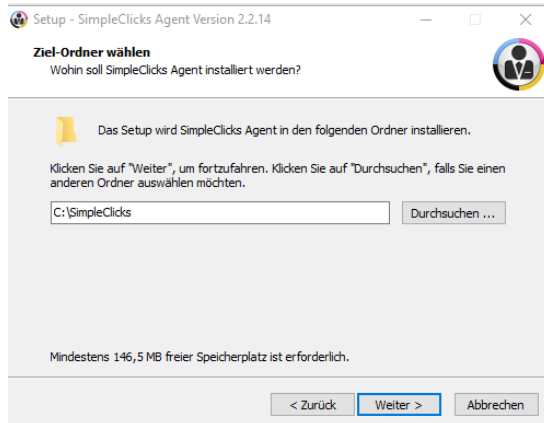 Setup - SimpleClicks Agent Version 2.2.14
Ziel-Ordner wählen
Wohin soll SimpleClicks Agent installiert werden?
Das Setup wird SimpleClicks Agent in den folgenden Ordner installieren.
Klicken Sie auf "Weiter", um fortzufahren. Klicken Sie auf "Durchsuchen", falls Sie einen
anderen Ordner auswählen möchten.
C:\SimpleClicks
Durchsuchen ...
Mindestens 146,5 MB freier Speicherplatz ist erforderlich.
< Zurück
Weiter >
Abbrechen